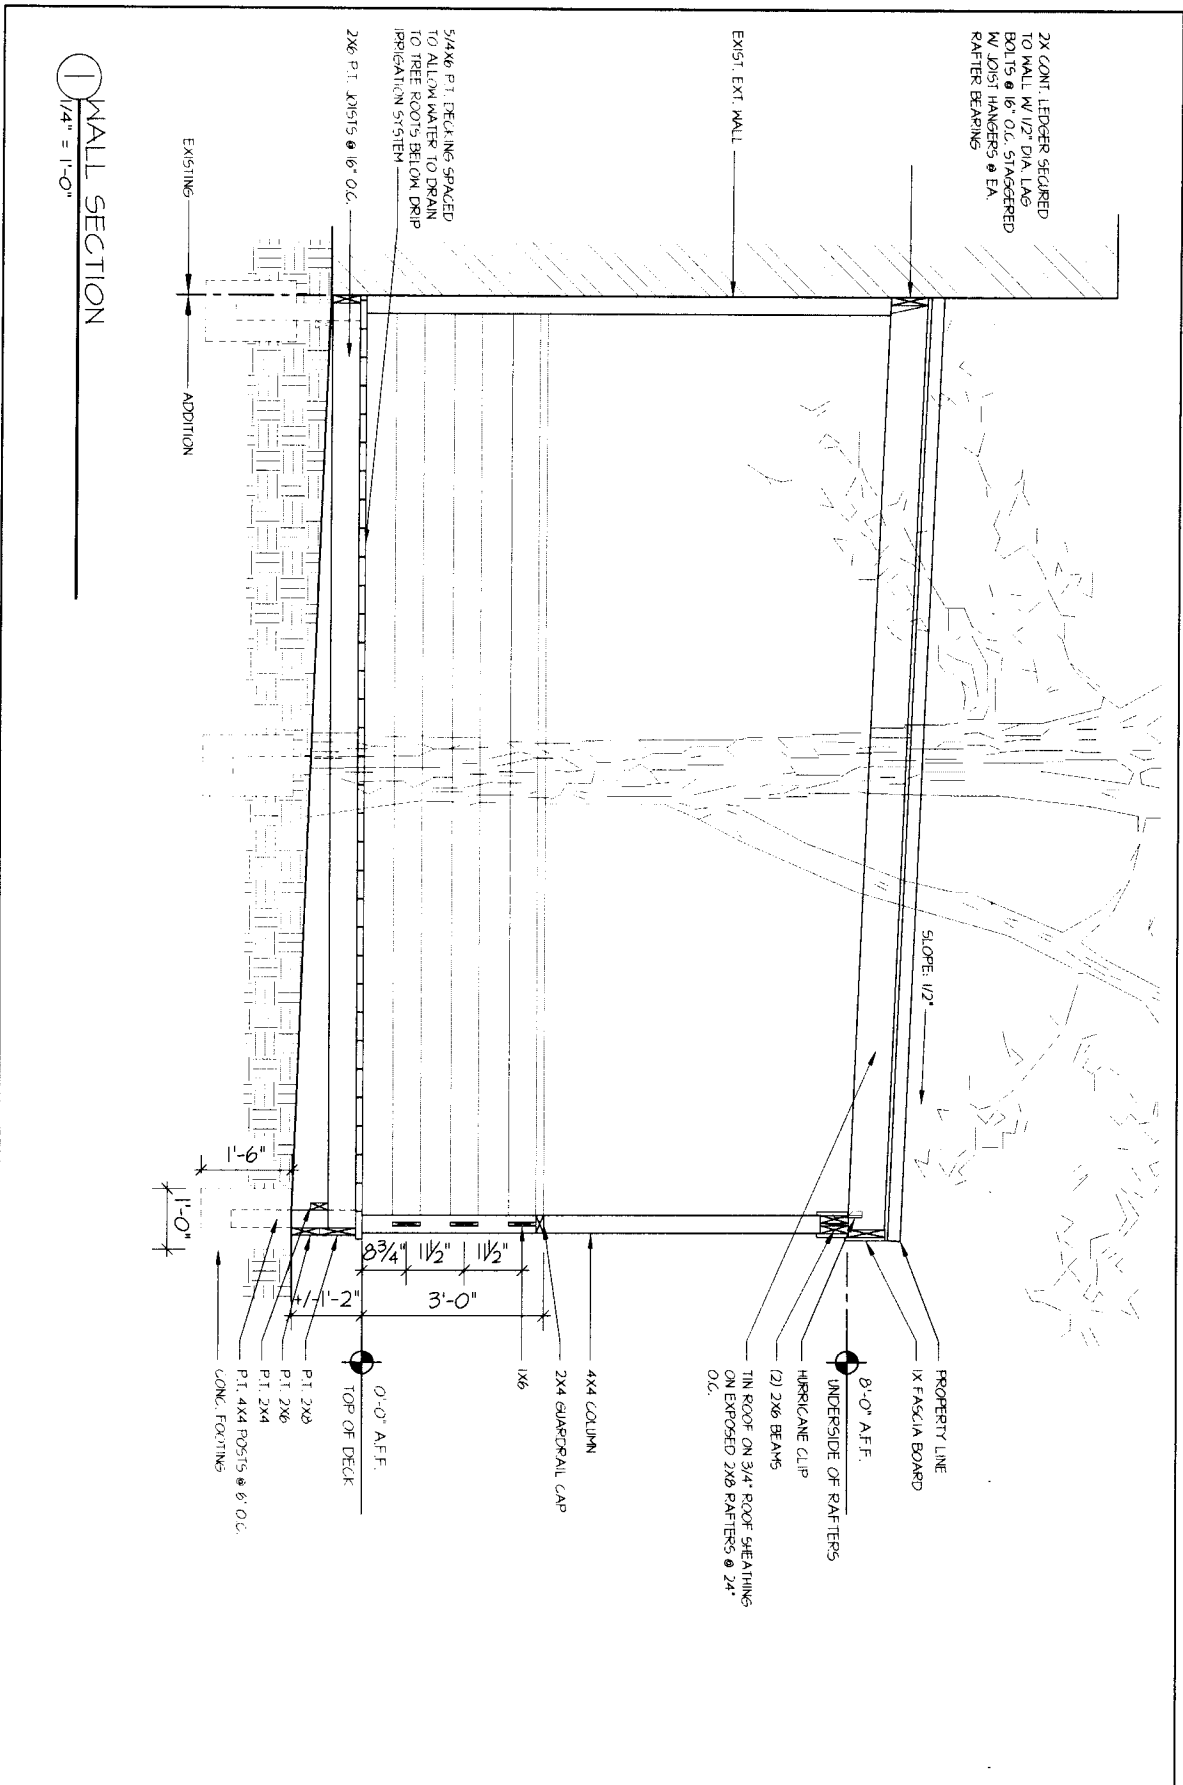 2X CONT. LEDGER SECURED
TO WALL W/ 1/2" DIA. LAG
BOLTS @ 16" O.C. STAGGERED
W/ JOIST HANGERS @ EA.
RAFTER BEARING
EXIST. EXT. WALL
5/4X6 P.T. DECKING SPACED
TO ALLOW WATER TO DRAIN
TO TREE ROOTS BELOW. DRIP
IRRIGATION SYSTEM
2X6 P.T. JOISTS @ 16" O.C.
EXISTING
ADDITION
SLOPE: 1/2"
PROPERTY LINE
1X FASCIA BOARD
8'-0" A.F.F.
UNDERSIDE OF RAFTERS
HURRICANE CLIP
(2) 2X6 BEAMS
TIN ROOF ON 3/4" ROOF SHEATHING
ON EXPOSED 2X8 RAFTERS @ 24"
O.C.
4X4 COLUMN
2X4 GUARDRAIL CAP
1X6
3'-0"
11 1/2"
11 1/2"
8 3/4"
0'-0" A.F.F.
TOP OF DECK
+/-1'-2"
P.T. 2X8
P.T. 2X6
P.T. 2X4
P.T. 4X4 POSTS @ 6' O.C.
CONC. FOOTING
1'-6"
1'-0"
1
WALL SECTION
1/4" = 1'-0"